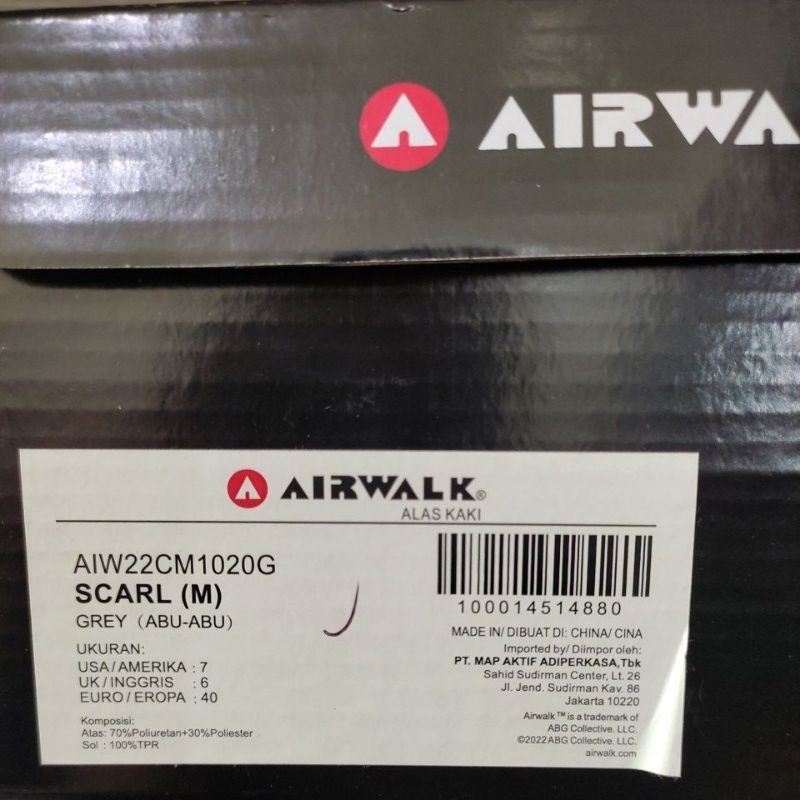 AIRWA
AIRWALK®
ALAS KAKI
AIW22CM1020G
SCARL (M)
GREY (ABU-ABU)
UKURAN:
USA/AMERIKA : 7
UK/INGGRIS : 6
EURO/EROPA : 40
Komposisi:
Atas: 70%Poliuretan+30%Poliester
Sol : 100%TPR
100014514880
MADE IN/ DIBUAT DI: CHINA/ CINA
Imported by/ Diimpor oleh:
PT. MAP AKTIF ADIPERKASA,Tbk
Sahid Sudirman Center, Lt. 26
Jl. Jend. Sudirman Kav. 86
Jakarta 10220
Airwalk™ is a trademark of
ABG Collective. LLC.
©2022 ABG Collective. LLC.
airwalk.com